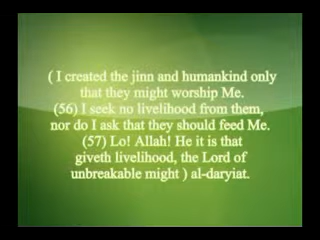 ( I created the jinn and humankind only
that they might worship Me.
(56) I seek no livelihood from them,
nor do I ask that they should feed Me.
(57) Lo! Allah! He it is that
giveth livelihood, the Lord of
unbreakable might ) al-daryiat.